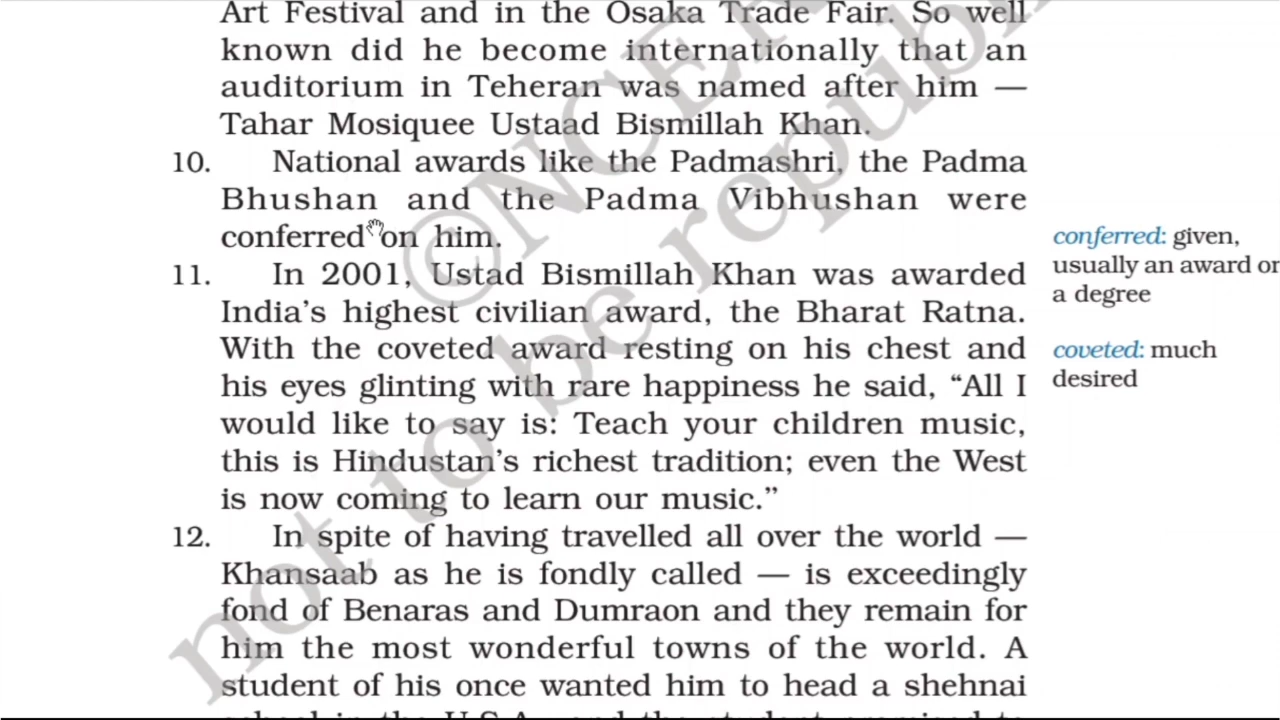 Art Festival and in the Osaka Trade Fair. So well
known did he become internationally that an
auditorium in Teheran was named after him —
Tahar Mosiquee Ustaad Bismillah Khan.
10. National awards like the Padmashri, the Padma
Bhushan and the Padma Vibhushan were
conferred on him.
11. In 2001, Ustad Bismillah Khan was awarded
India's highest civilian award, the Bharat Ratna.
With the coveted award resting on his chest and
his eyes glinting with rare happiness he said, “All I
would like to say is: Teach your children music,
this is Hindustan's richest tradition; even the West
is now coming to learn our music.”
12. In spite of having travelled all over the world —
Khansaab as he is fondly called — is exceedingly
fond of Benaras and Dumraon and they remain for
him the most wonderful towns of the world. A
student of his once wanted him to head a shehnai
conferred: given,
usually an award or
a degree
coveted: much
desired
©NCER
not to be republi